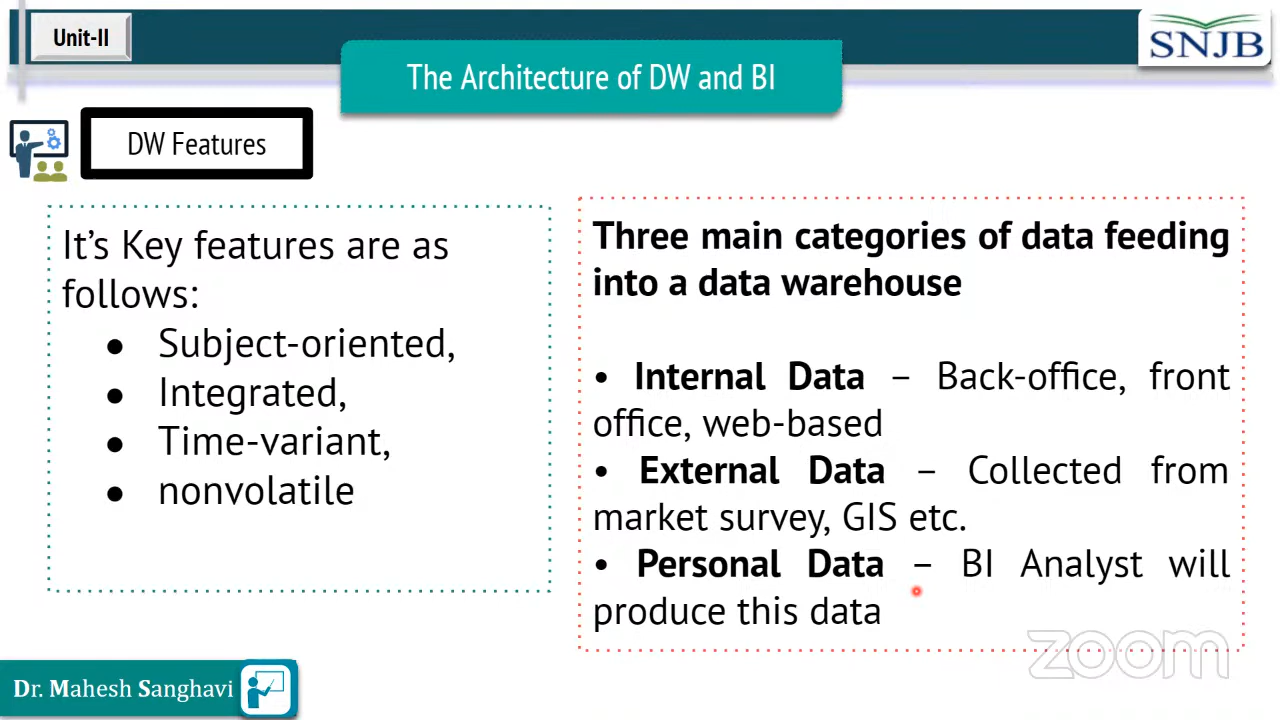 Unit-II
SNJB
The Architecture of DW and BI
DW Features
It’s Key features are as
follows:
● Subject-oriented,
● Integrated,
● Time-variant,
● nonvolatile
Three main categories of data feeding
into a data warehouse
• Internal Data – Back-office, front
office, web-based
• External Data – Collected from
market survey, GIS etc.
• Personal Data – BI Analyst will
produce this data
zoom
Dr. Mahesh Sanghavi